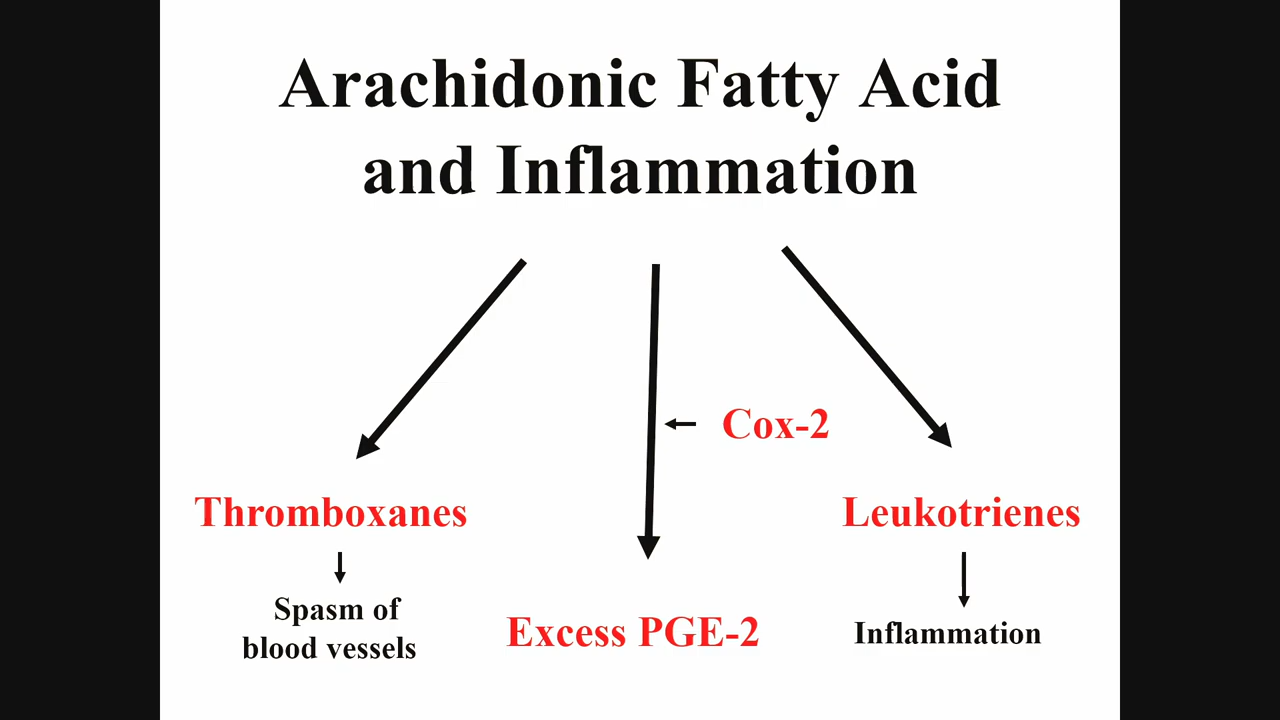 Arachidonic Fatty Acid
and Inflammation
Cox-2
Thromboxanes
Leukotrienes
Spasm of
blood vessels
Excess PGE-2
Inflammation